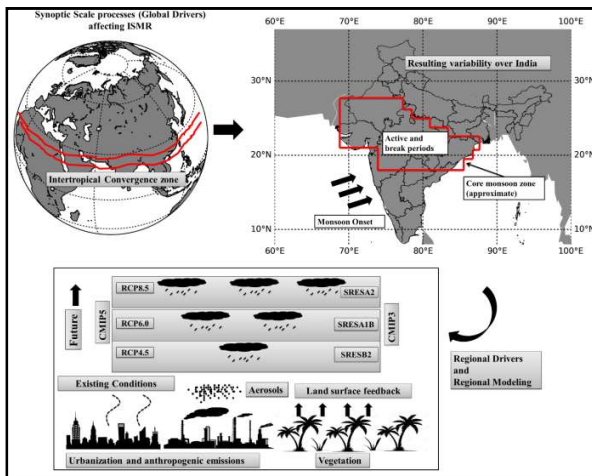 Synoptic Scale processes (Global Drivers)
affecting ISMR
Intertropical Convergence zone
60°E 70°E 80°E 90°E 100°E
30°N 30°N
20°N 20°N
10°N 10°N
Resulting variability over India
Active and
break periods
Core monsoon zone
(approximate)
Monsoon Onset
60°E 70°E 80°E 90°E 100°E
Future
CMIP5
RCP8.5
SRESA2
RCP6.0
SRESA1B
RCP4.5
SRESB2
CMIP3
Regional Drivers
and
Regional Modeling
Existing Conditions
Aerosols
Land surface feedback
Urbanization and anthropogenic emissions
Vegetation